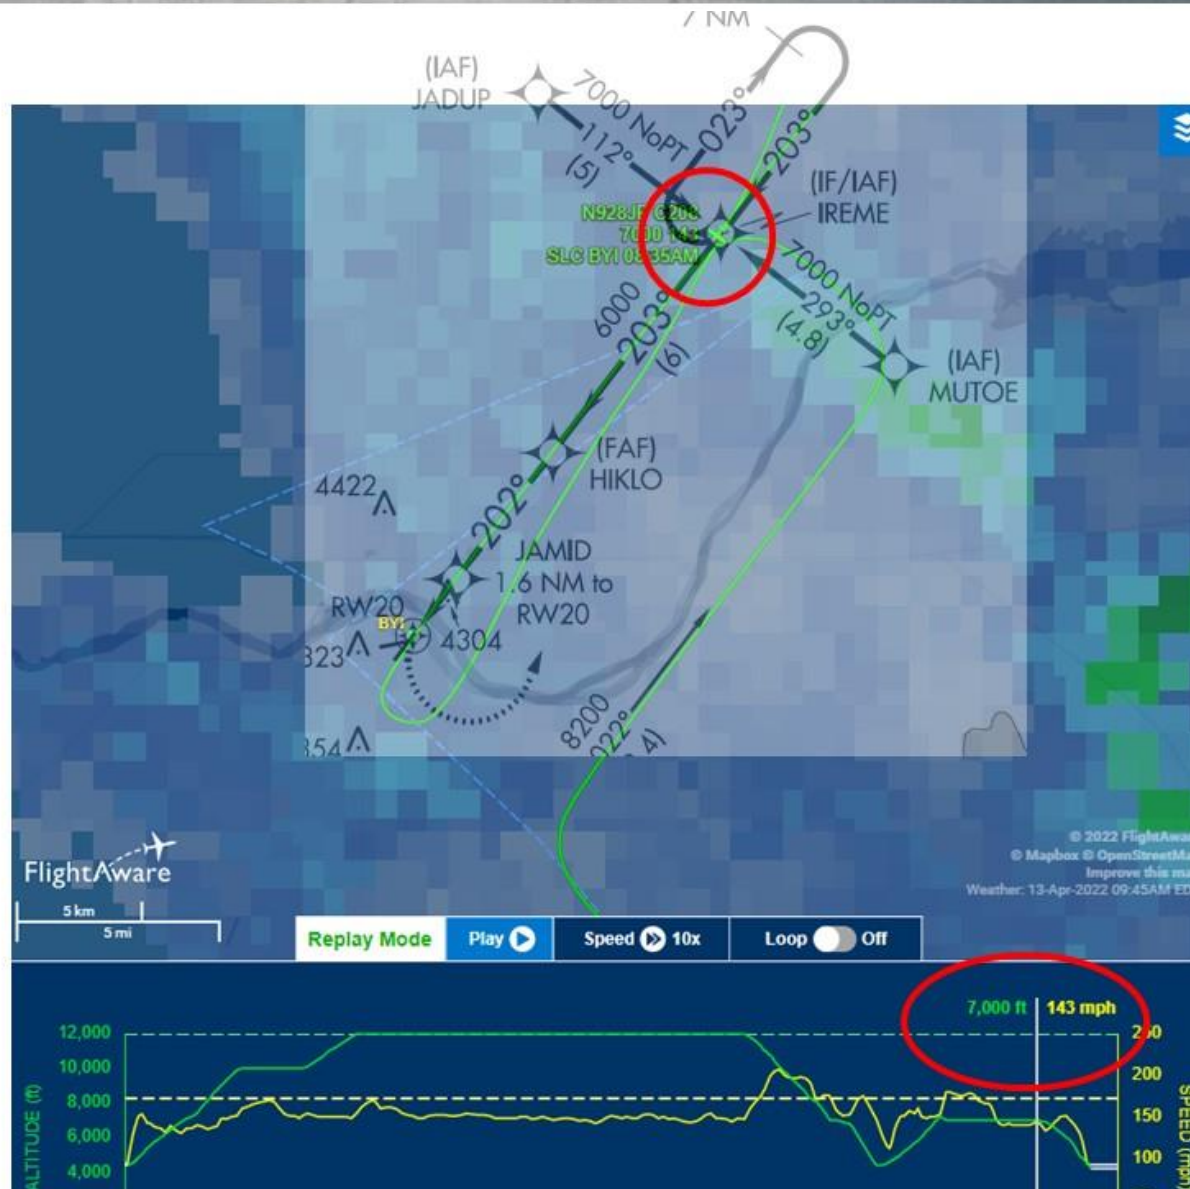 7 NM
(IAF)
JADUP
7000 NoPT
112°
(5)
023°
203°
(IF/IAF)
IREME
N928JP C208
7000 143
SLC BYI 08:35AM
7000 NoPT
293°
(4.8)
6000
203°
(6)
(IAF)
MUTOE
(FAF)
HIKLO
4422
202°
JAMID
1.6 NM to
RW20
RW20
BYI
4304
323
8200
022°
4)
354
FlightAware
© 2022 FlightAwar
© Mapbox © OpenStreetMa
Improve this ma
Weather: 13-Apr-2022 09:45AM ED
5 km
5 mi
Replay Mode
Play
Speed 10x
Loop Off
7,000 ft 143 mph
12,000
10,000
8,000
6,000
4,000
ALTITUDE (ft)
250
200
150
100
SPEED (mph)